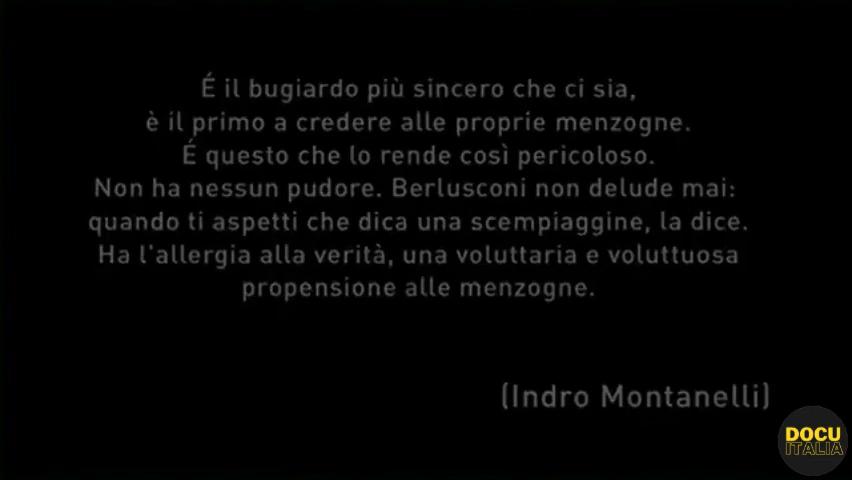 É il bugiardo più sincero che ci sia,
è il primo a credere alle proprie menzogne.
É questo che lo rende così pericoloso.
Non ha nessun pudore. Berlusconi non delude mai:
quando ti aspetti che dica una scempiaggine, la dice.
Ha l'allergia alla verità, una voluttaria e voluttuosa
propensione alle menzogne.
(Indro Montanelli)
DOCU
ITALIA